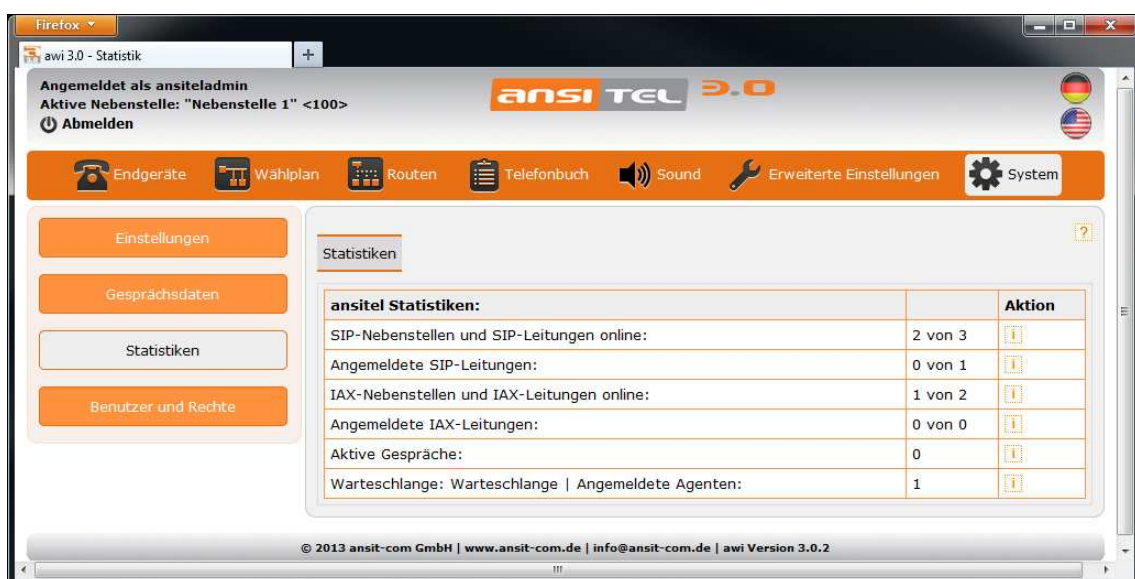 Firefox
awi 3.0 - Statistik
Angemeldet als ansiteladmin
Aktive Nebenstelle: "Nebenstelle 1" <100>
Abmelden
ansi TEL 3.0
Endgeräte Wählplan Routen Telefonbuch Sound Erweiterte Einstellungen System
Einstellungen
Gesprächsdaten
Statistiken
Benutzer und Rechte
?
Statistiken
ansitel Statistiken: Aktion
SIP-Nebenstellen und SIP-Leitungen online: 2 von 3 i
Angemeldete SIP-Leitungen: 0 von 1 i
IAX-Nebenstellen und IAX-Leitungen online: 1 von 2 i
Angemeldete IAX-Leitungen: 0 von 0 i
Aktive Gespräche: 0 i
Warteschlange: Warteschlange | Angemeldete Agenten: 1 i
© 2013 ansit-com GmbH | www.ansit-com.de | info@ansit-com.de | awi Version 3.0.2